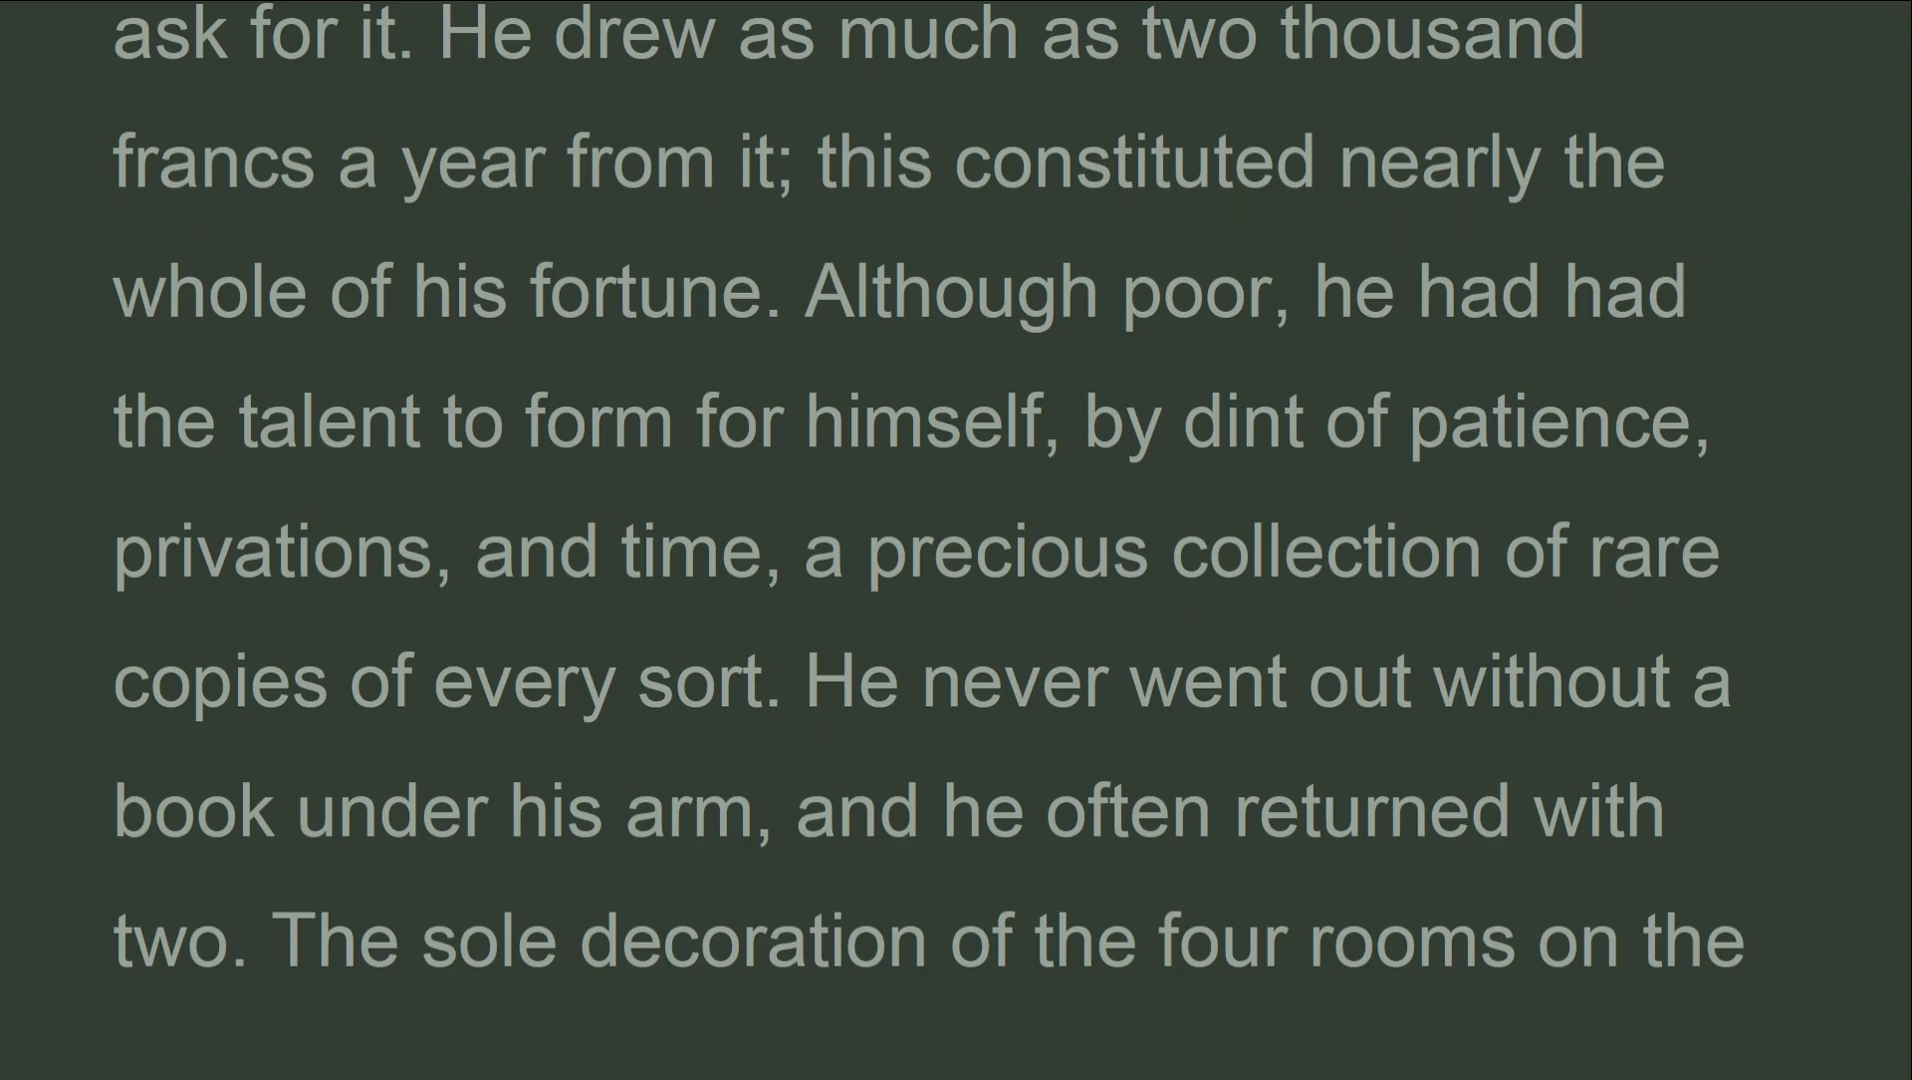 ask for it. He drew as much as two thousand
francs a year from it; this constituted nearly the
whole of his fortune. Although poor, he had had
the talent to form for himself, by dint of patience,
privations, and time, a precious collection of rare
copies of every sort. He never went out without a
book under his arm, and he often returned with
two. The sole decoration of the four rooms on the